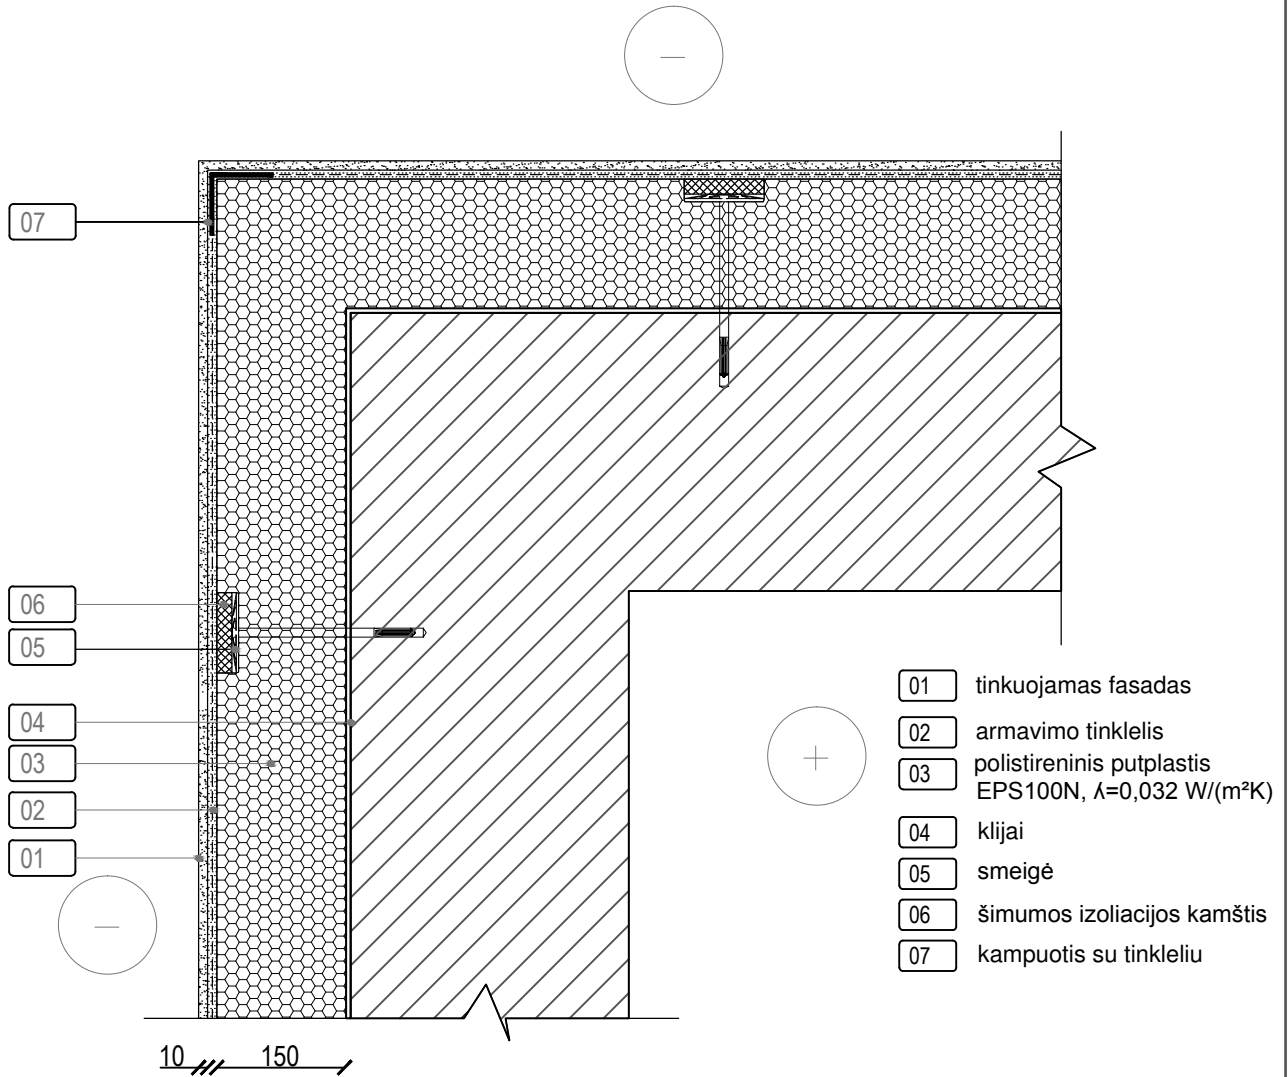 —
07
06
05
04
03
02
01
—
+
01 tinkuojamas fasadas
02 armavimo tinklelis
03 polistireninis putplastis
EPS100N, ʎ=0,032 W/(m²K)
04 klijai
05 smeigė
06 šimumos izoliacijos kamštis
07 kampuotis su tinkleliu
10 150